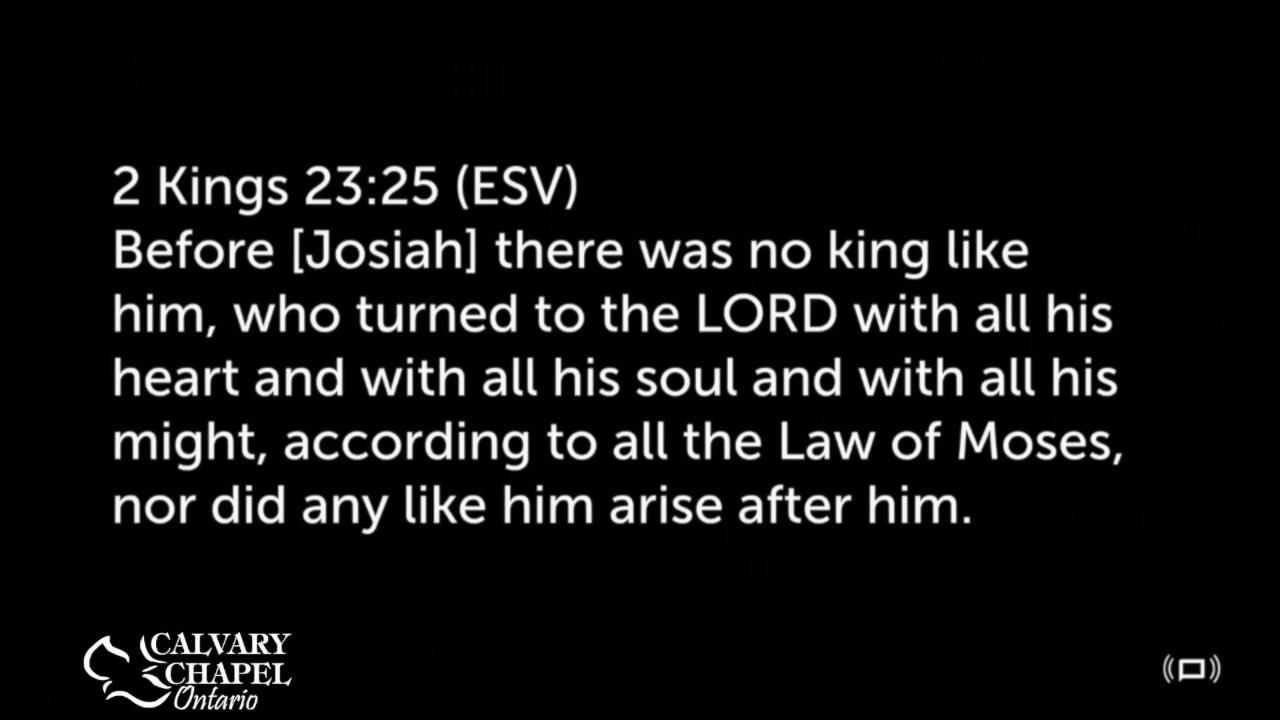 2 Kings 23:25 (ESV)
Before [Josiah] there was no king like
him, who turned to the LORD with all his
heart and with all his soul and with all his
might, according to all the Law of Moses,
nor did any like him arise after him.
CALVARY
CHAPEL
Ontario